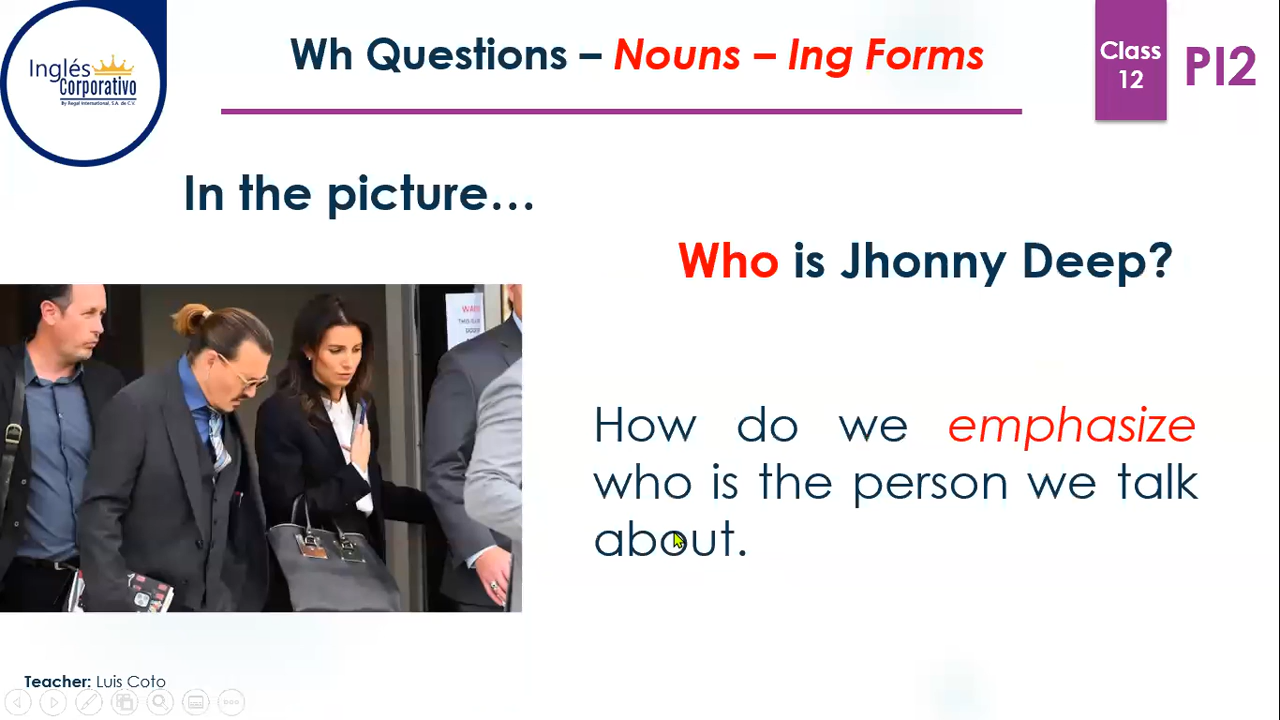 Inglés
Corporativo
By Regal International, S.A. de C.V.
Wh Questions – Nouns – Ing Forms
Class
12
PI2
In the picture…
Who is Jhonny Deep?
How do we emphasize
who is the person we talk
about.
Teacher: Luis Coto